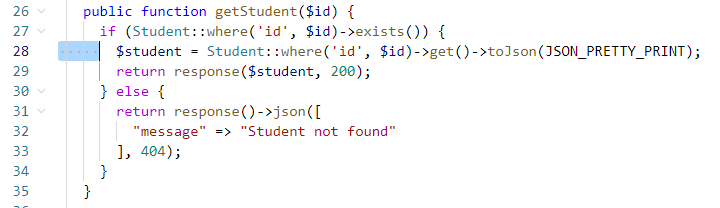 26 public function getStudent($id) {
27 if (Student::where('id', $id)->exists()) {
28 $student = Student::where('id', $id)->get()->toJson(JSON_PRETTY_PRINT);
29 return response($student, 200);
30 } else {
31 return response()->json([
32 "message" => "Student not found"
33 ], 404);
34 }
35 }